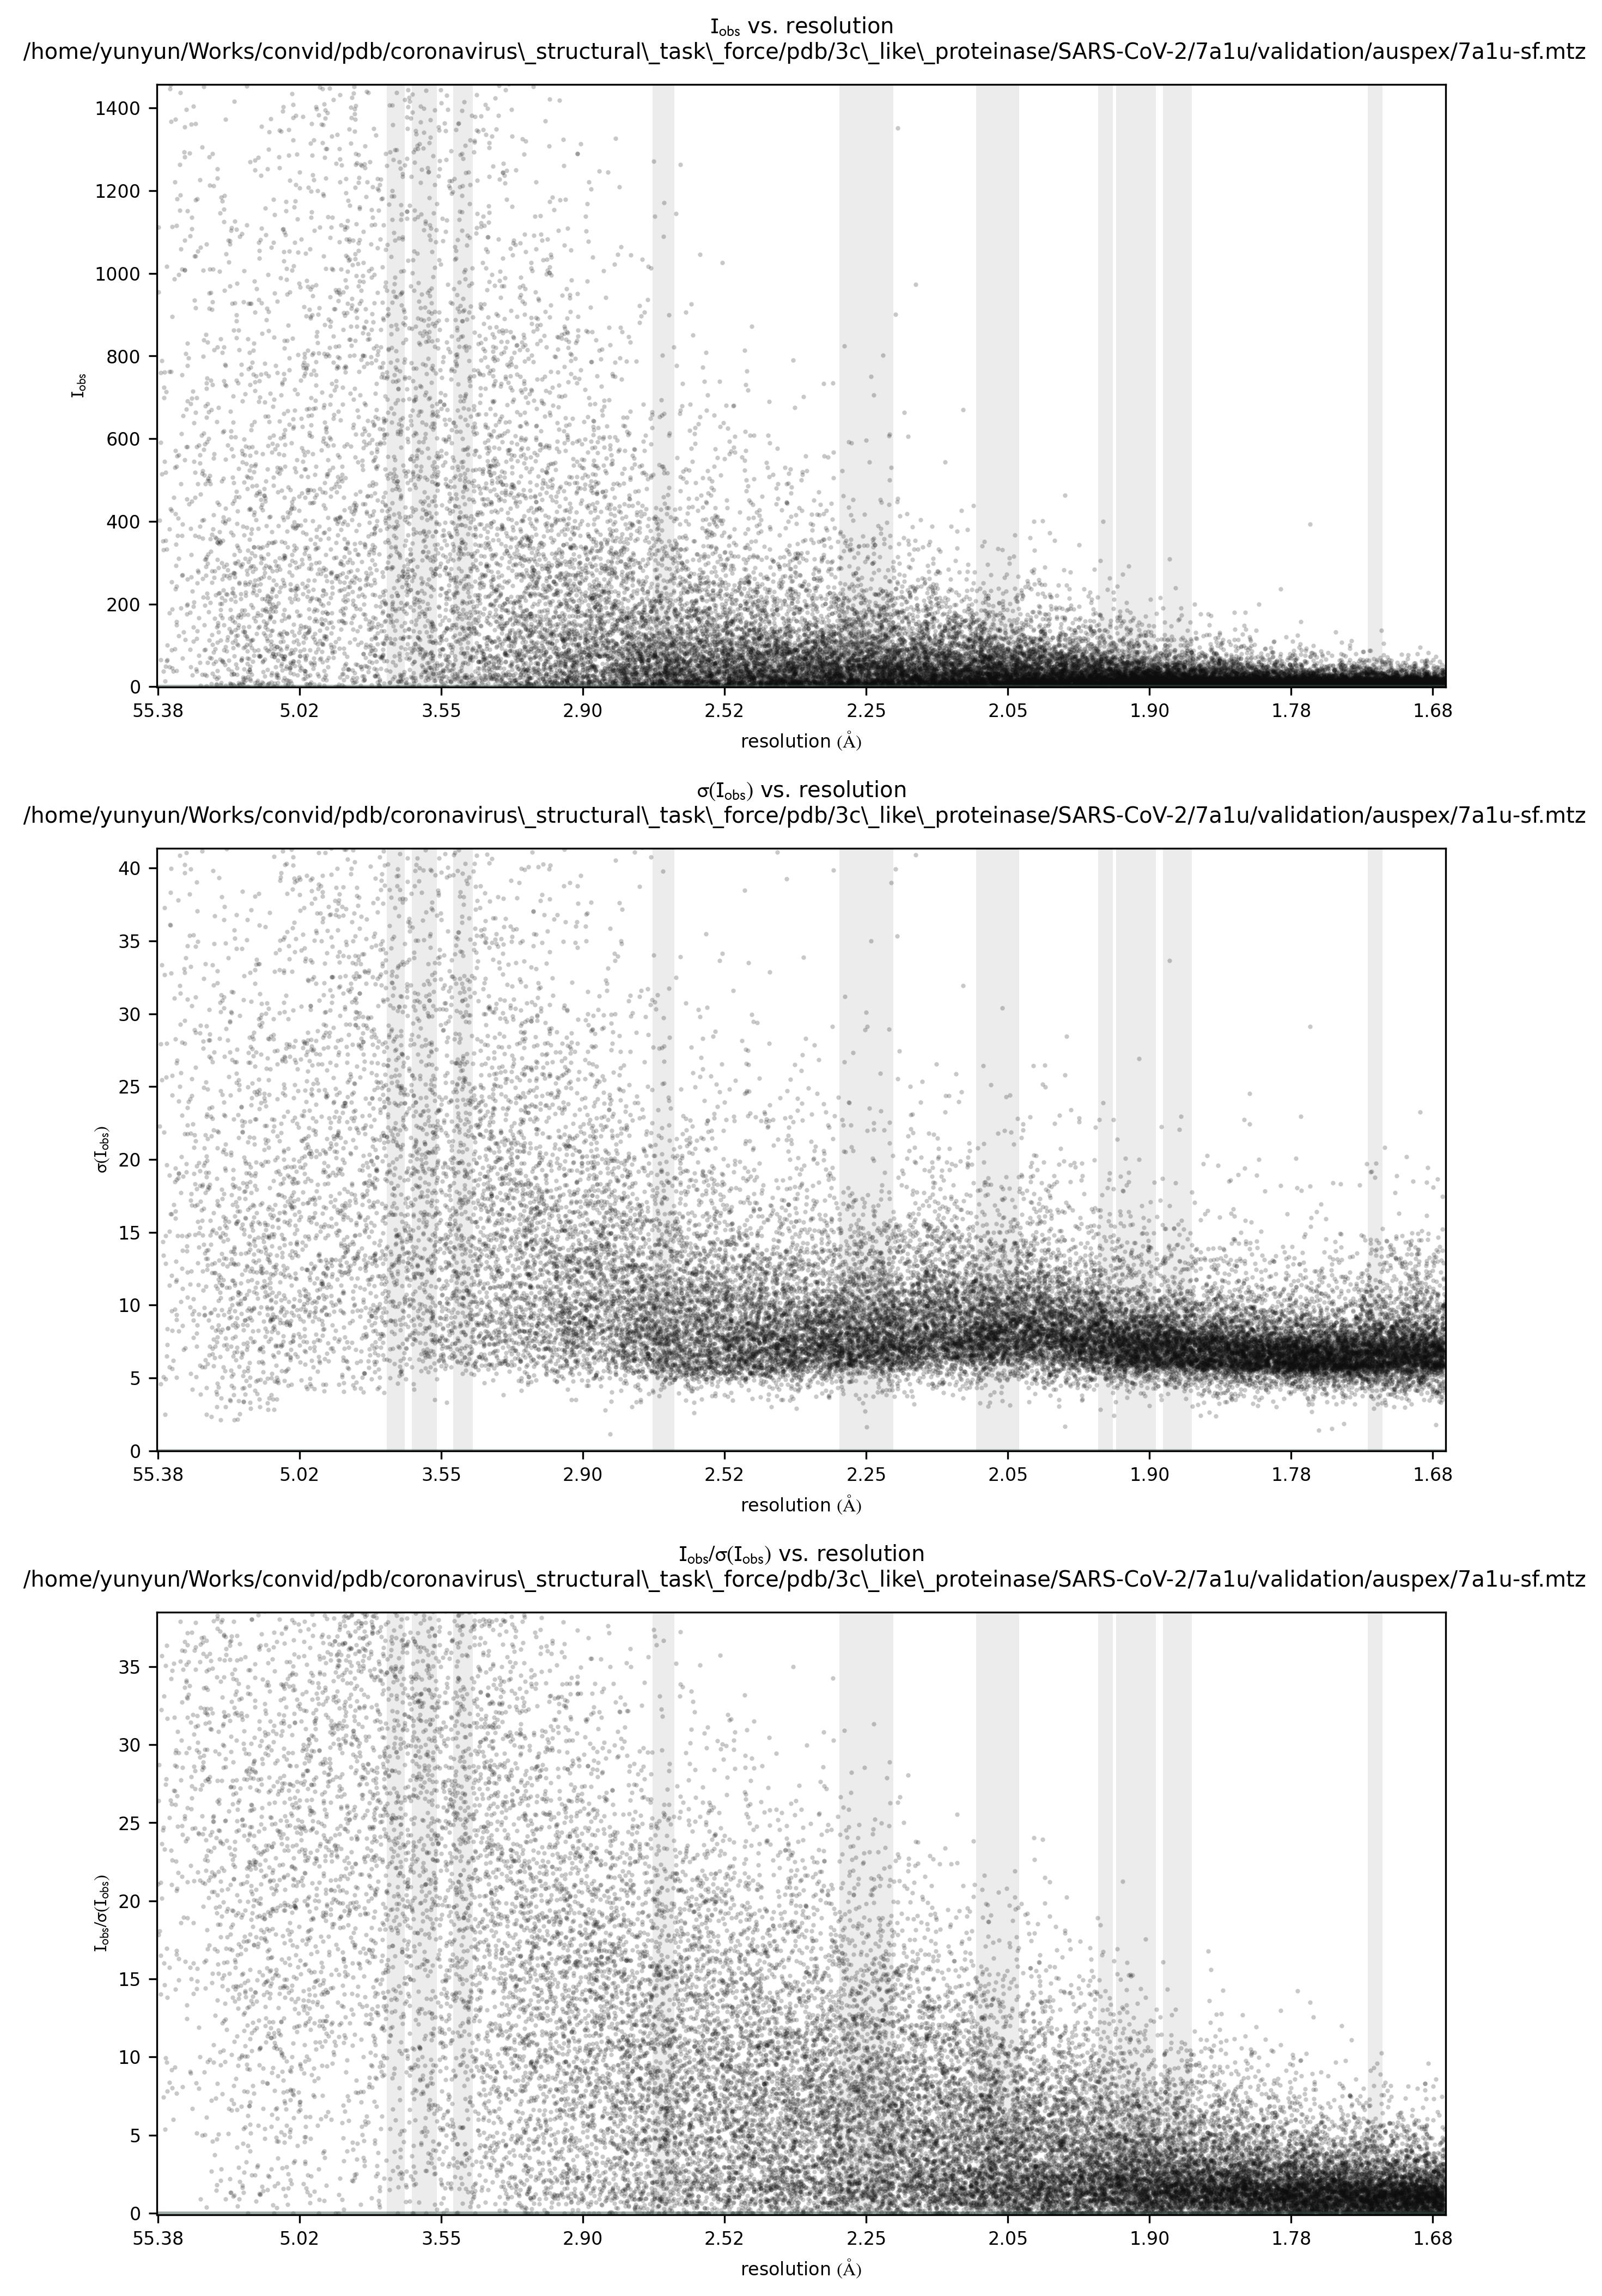 Iobs vs. resolution
/home/yunyun/Works/convid/pdb/coronavirus\_structural\_task\_force/pdb/3c\_like\_proteinase/SARS-CoV-2/7a1u/validation/auspex/7a1u-sf.mtz
1400
1200
1000
800
600
400
200
0
Iobs
55.38 5.02 3.55 2.90 2.52 2.25 2.05 1.90 1.78 1.68
resolution (Å)
σ(Iobs) vs. resolution
/home/yunyun/Works/convid/pdb/coronavirus\_structural\_task\_force/pdb/3c\_like\_proteinase/SARS-CoV-2/7a1u/validation/auspex/7a1u-sf.mtz
40
35
30
25
20
15
10
5
0
σ(Iobs)
55.38 5.02 3.55 2.90 2.52 2.25 2.05 1.90 1.78 1.68
resolution (Å)
Iobs/σ(Iobs) vs. resolution
/home/yunyun/Works/convid/pdb/coronavirus\_structural\_task\_force/pdb/3c\_like\_proteinase/SARS-CoV-2/7a1u/validation/auspex/7a1u-sf.mtz
35
30
25
20
15
10
5
0
Iobs/σ(Iobs)
55.38 5.02 3.55 2.90 2.52 2.25 2.05 1.90 1.78 1.68
resolution (Å)